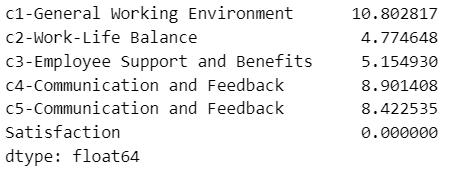 c1-General Working Environment 10.802817
c2-Work-Life Balance 4.774648
c3-Employee Support and Benefits 5.154930
c4-Communication and Feedback 8.901408
c5-Communication and Feedback 8.422535
Satisfaction 0.000000
dtype: float64